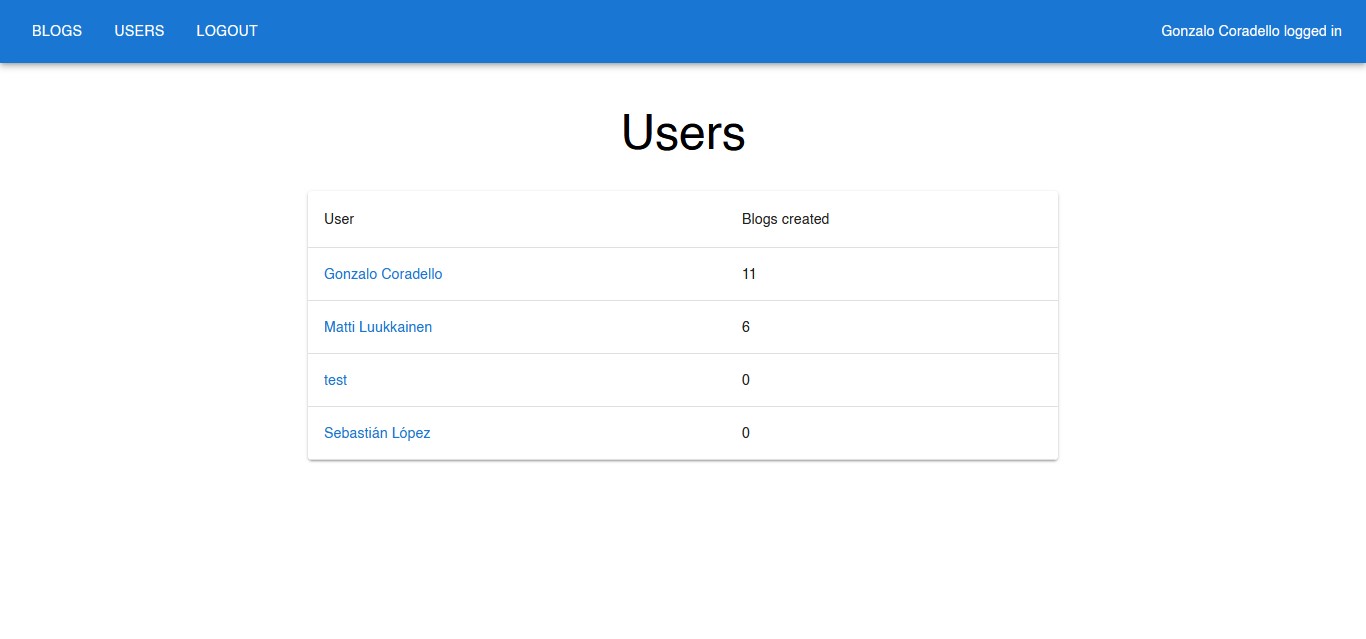 BLOGS USERS LOGOUT Gonzalo Coradello logged in
Users
User Blogs created
Gonzalo Coradello 11
Matti Luukkainen 6
test 0
Sebastián López 0